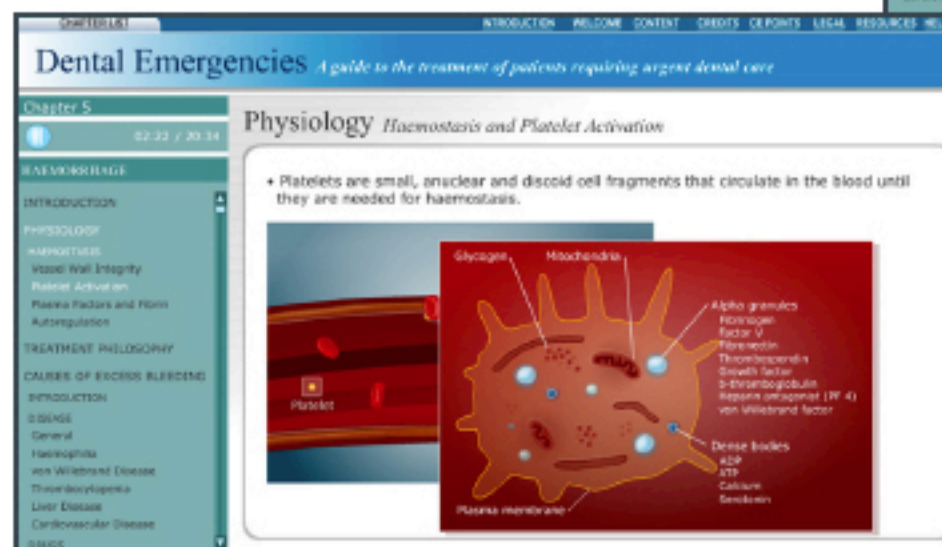 CHAPTER LIST
INTRODUCTION WELCOME CONTENT CREDITS CE POINTS LEGAL RESOURCES HEL
Dental Emergencies A guide to the treatment of patients requiring urgent dental care
Chapter 5
02:22 / 20:34
HAEMORRHAGE
INTRODUCTION
PHYSIOLOGY
HAEMOSTASIS
Vessel Wall Integrity
Platelet Activation
Plasma Factors and Fibrin
Autoregulation
TREATMENT PHILOSOPHY
CAUSES OF EXCESS BLEEDING
INTRODUCTION
DISEASE
General
Haemophilia
von Willebrand Disease
Thrombocytopenia
Liver Disease
Cardiovascular Disease
DRUGS
Physiology Haemostasis and Platelet Activation
• Platelets are small, anuclear and discoid cell fragments that circulate in the blood until
they are needed for haemostasis.
Platelet
Glycogen
Mitochondria
Alpha granules
Fibrinogen
Factor V
Fibronectin
Thrombospondin
Growth factor
b-thromboglobulin
Heparin antagonist (PF 4)
von Willebrand factor
Dense bodies
ADP
ATP
Calcium
Serotonin
Plasma membrane